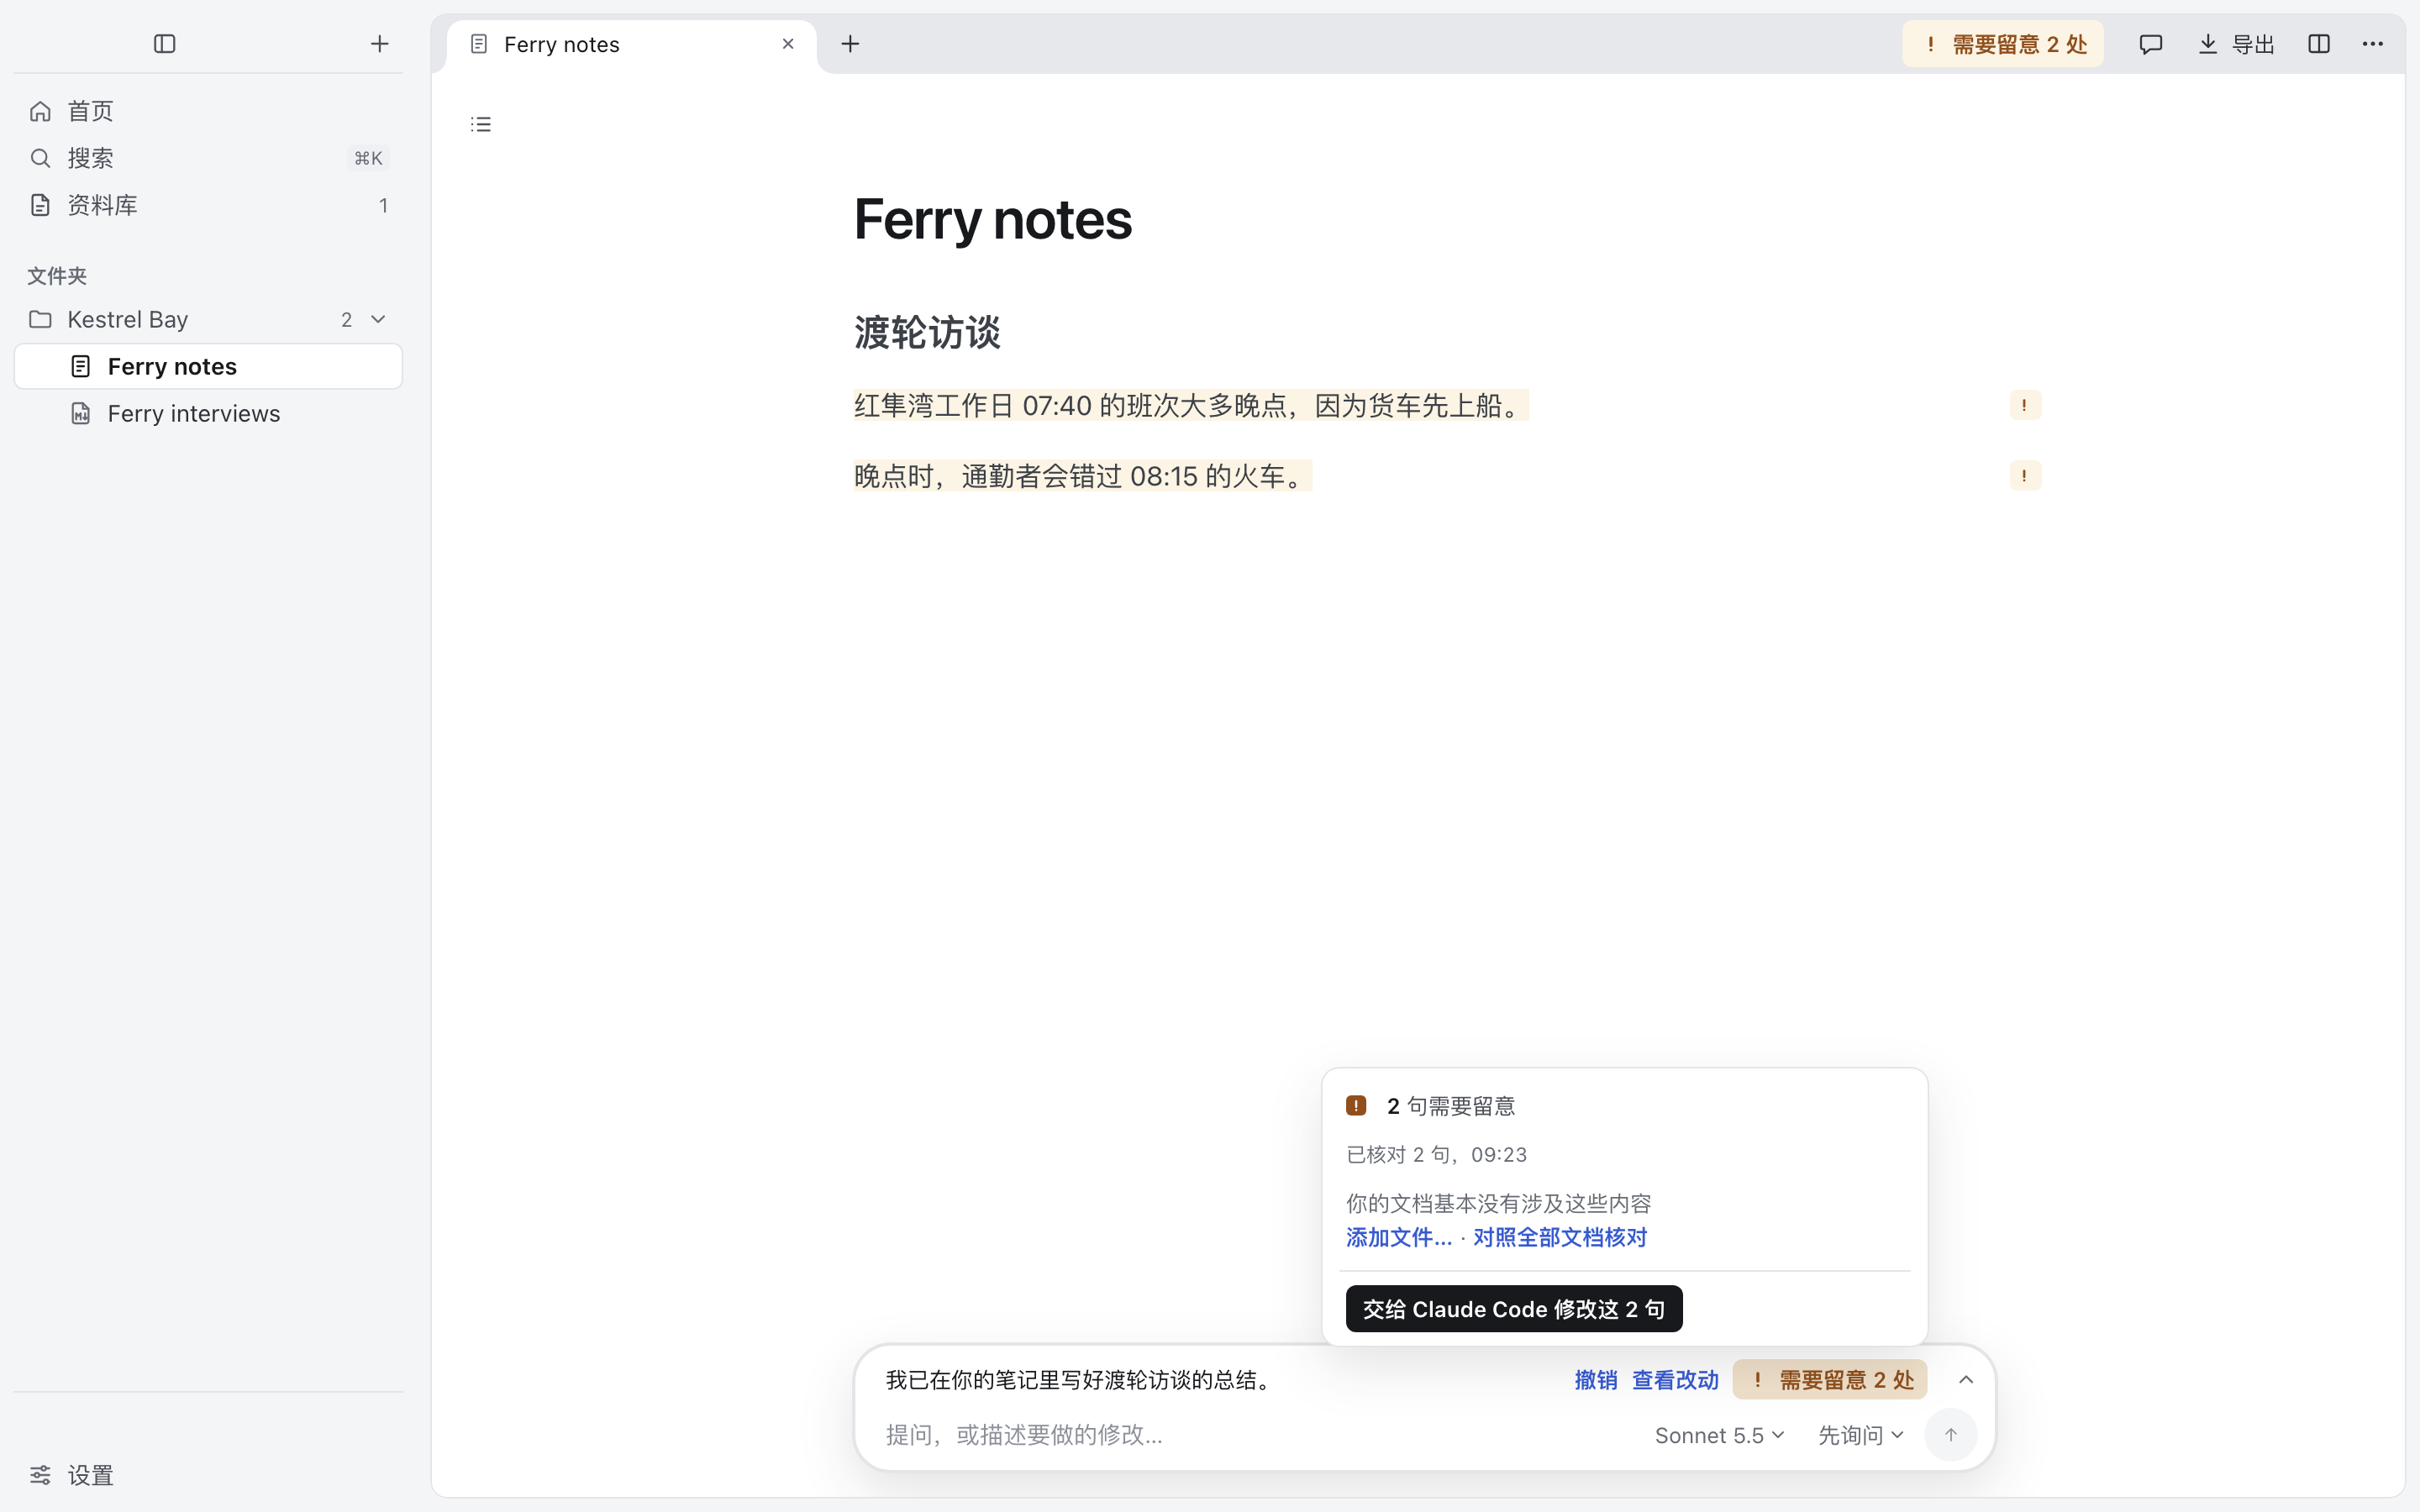 Ferry notes
! 需要留意 2 处
导出
首页
搜索 ⌘K
资料库 1
文件夹
Kestrel Bay 2
Ferry notes
Ferry interviews
设置
Ferry notes
渡轮访谈
红隼湾工作日 07:40 的班次大多晚点，因为货车先上船。 !
晚点时，通勤者会错过 08:15 的火车。 !
! 2 句需要留意
已核对 2 句，09:23
你的文档基本没有涉及这些内容
添加文件... · 对照全部文档核对
交给 Claude Code 修改这 2 句
我已在你的笔记里写好渡轮访谈的总结。 撤销 查看改动 ! 需要留意 2 处
提问，或描述要做的修改... Sonnet 5.5 先询问